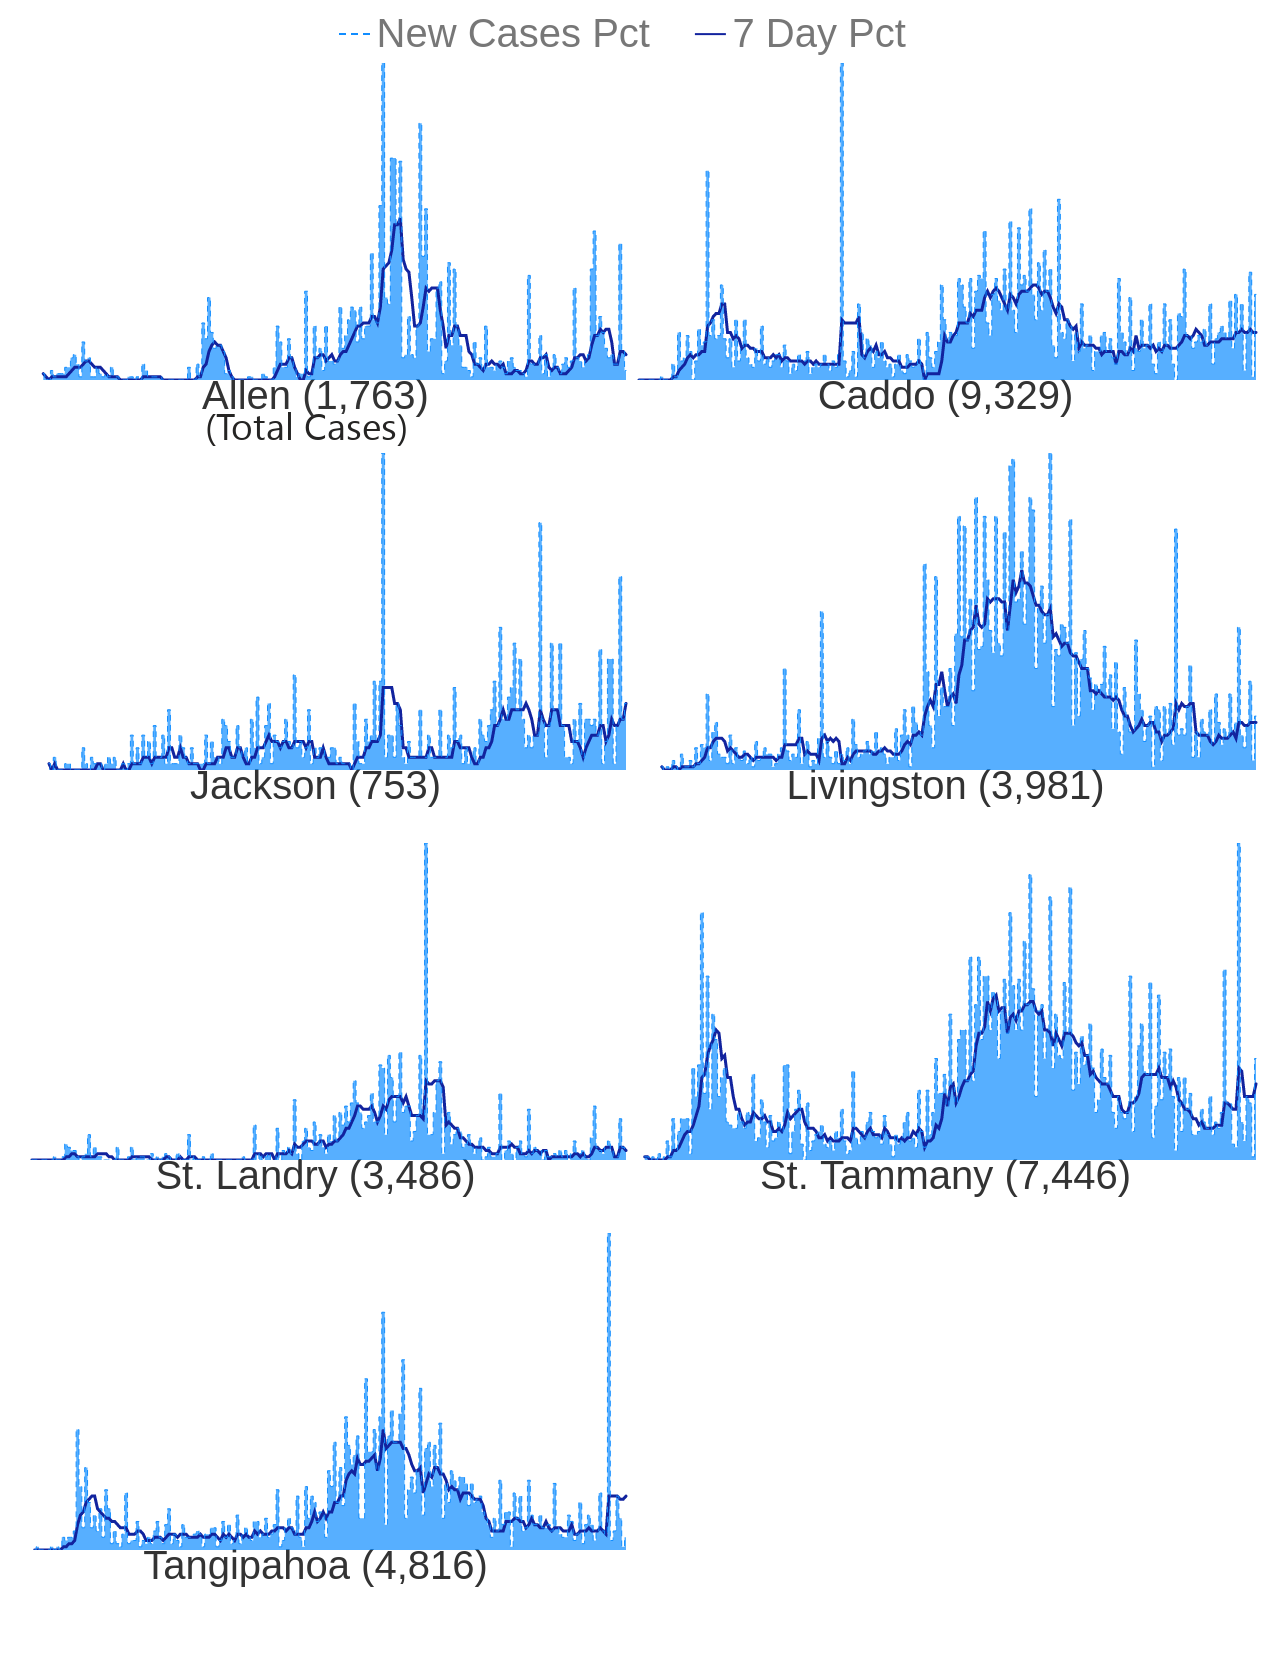 New Cases Pct 7 Day Pct
Allen (1,763) Caddo (9,329)
(Total Cases)
Jackson (753) Livingston (3,981)
St. Landry (3,486) St. Tammany (7,446)
Tangipahoa (4,816)